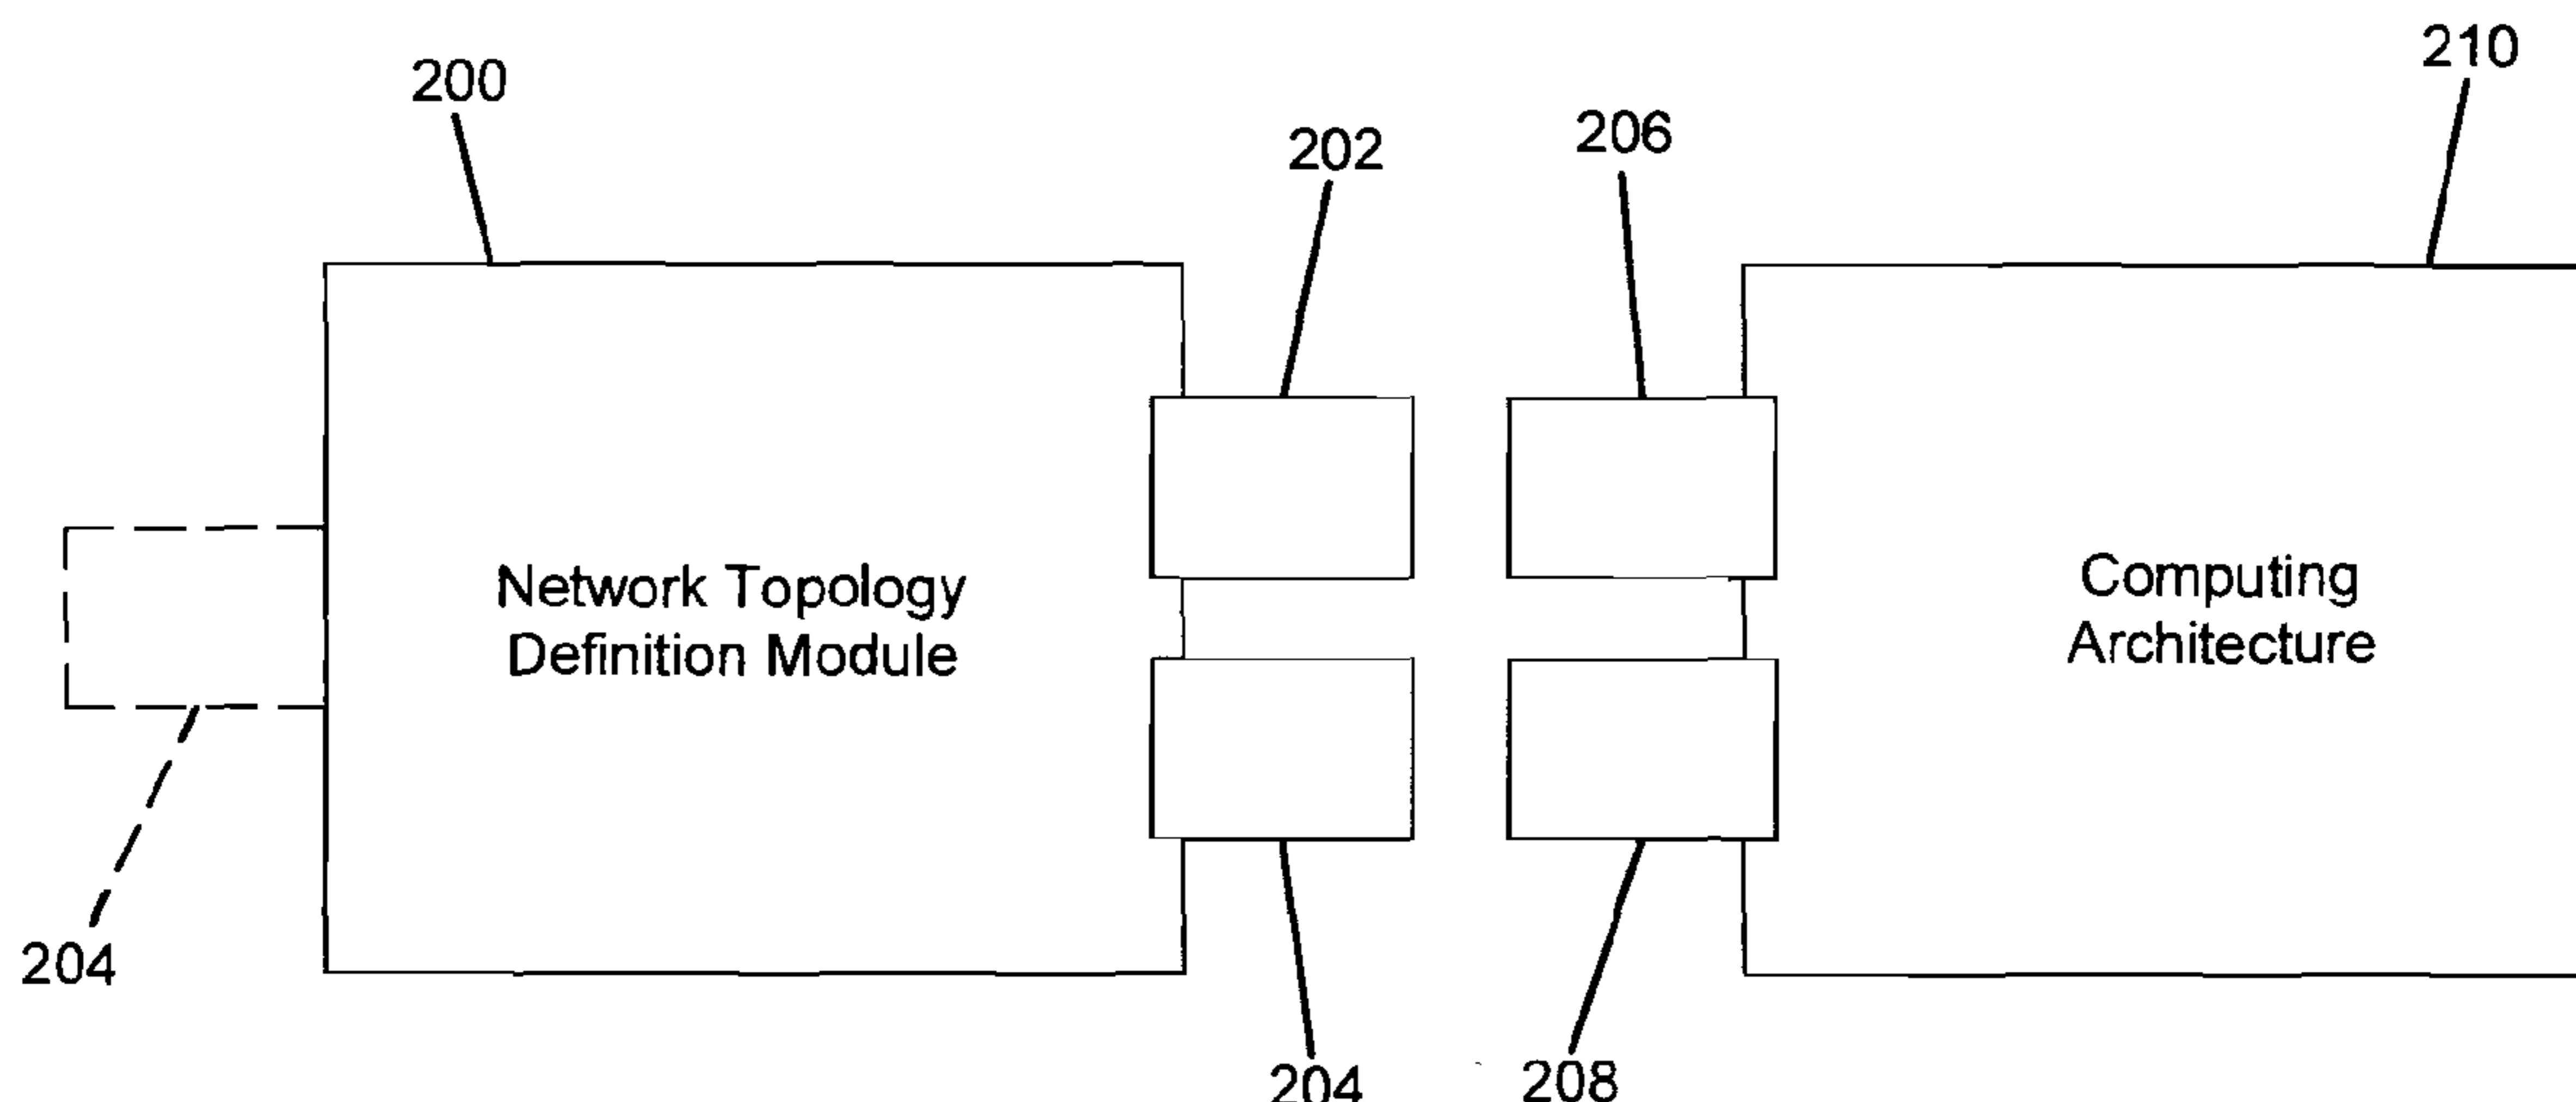 210
200
206
202
Network Topology
Definition Module
Computing
Architecture
204
204
208